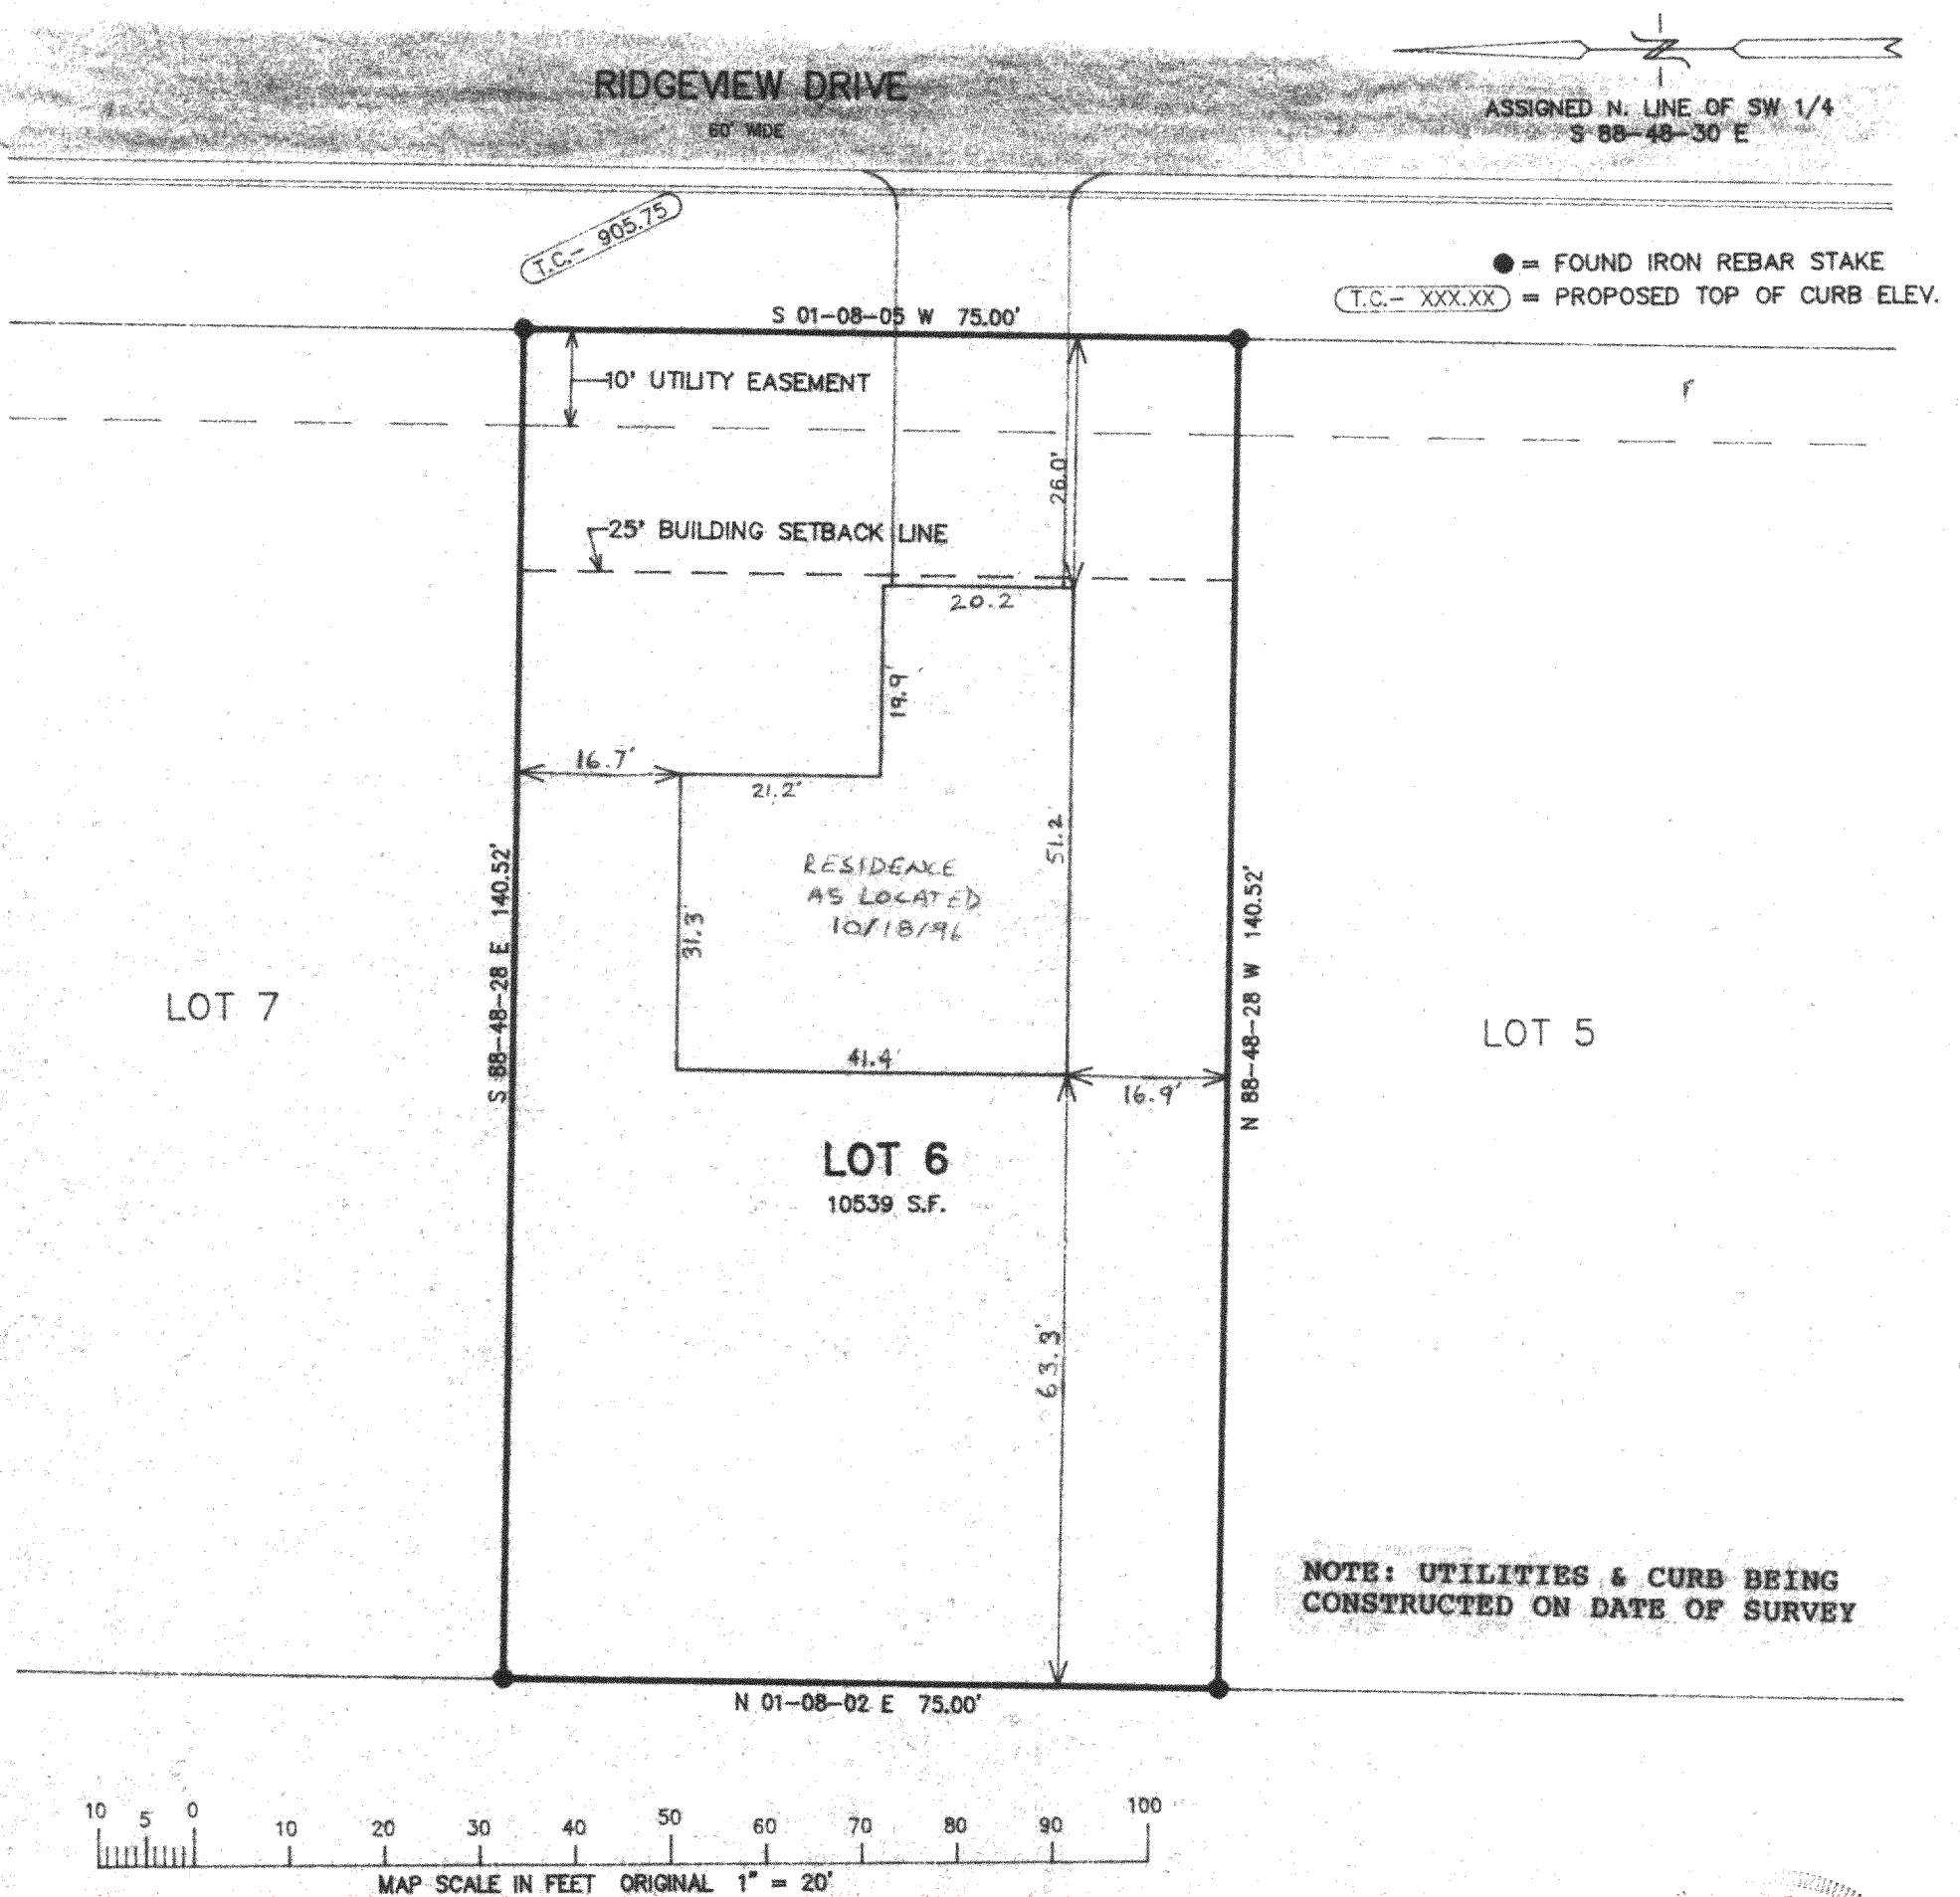 RIDGEVIEW DRIVE
60' WIDE
N
ASSIGNED N. LINE OF SW 1/4
S 88-48-30 E
T.C.- 905.75
● = FOUND IRON REBAR STAKE
T.C.- XXX.XX = PROPOSED TOP OF CURB ELEV.
S 01-08-05 W 75.00'
10' UTILITY EASEMENT
26.0'
25' BUILDING SETBACK LINE
20.2
19.9'
16.7'
21.2'
51.2'
RESIDENCE
AS LOCATED
10/18/96
31.3'
S 88-48-28 E 140.52'
N 88-48-28 W 140.52'
LOT 7
LOT 5
41.4'
16.9'
LOT 6
10539 S.F.
63.3'
NOTE: UTILITIES & CURB BEING
CONSTRUCTED ON DATE OF SURVEY
N 01-08-02 E 75.00'
10 5 0 10 20 30 40 50 60 70 80 90 100
MAP SCALE IN FEET ORIGINAL 1" = 20'